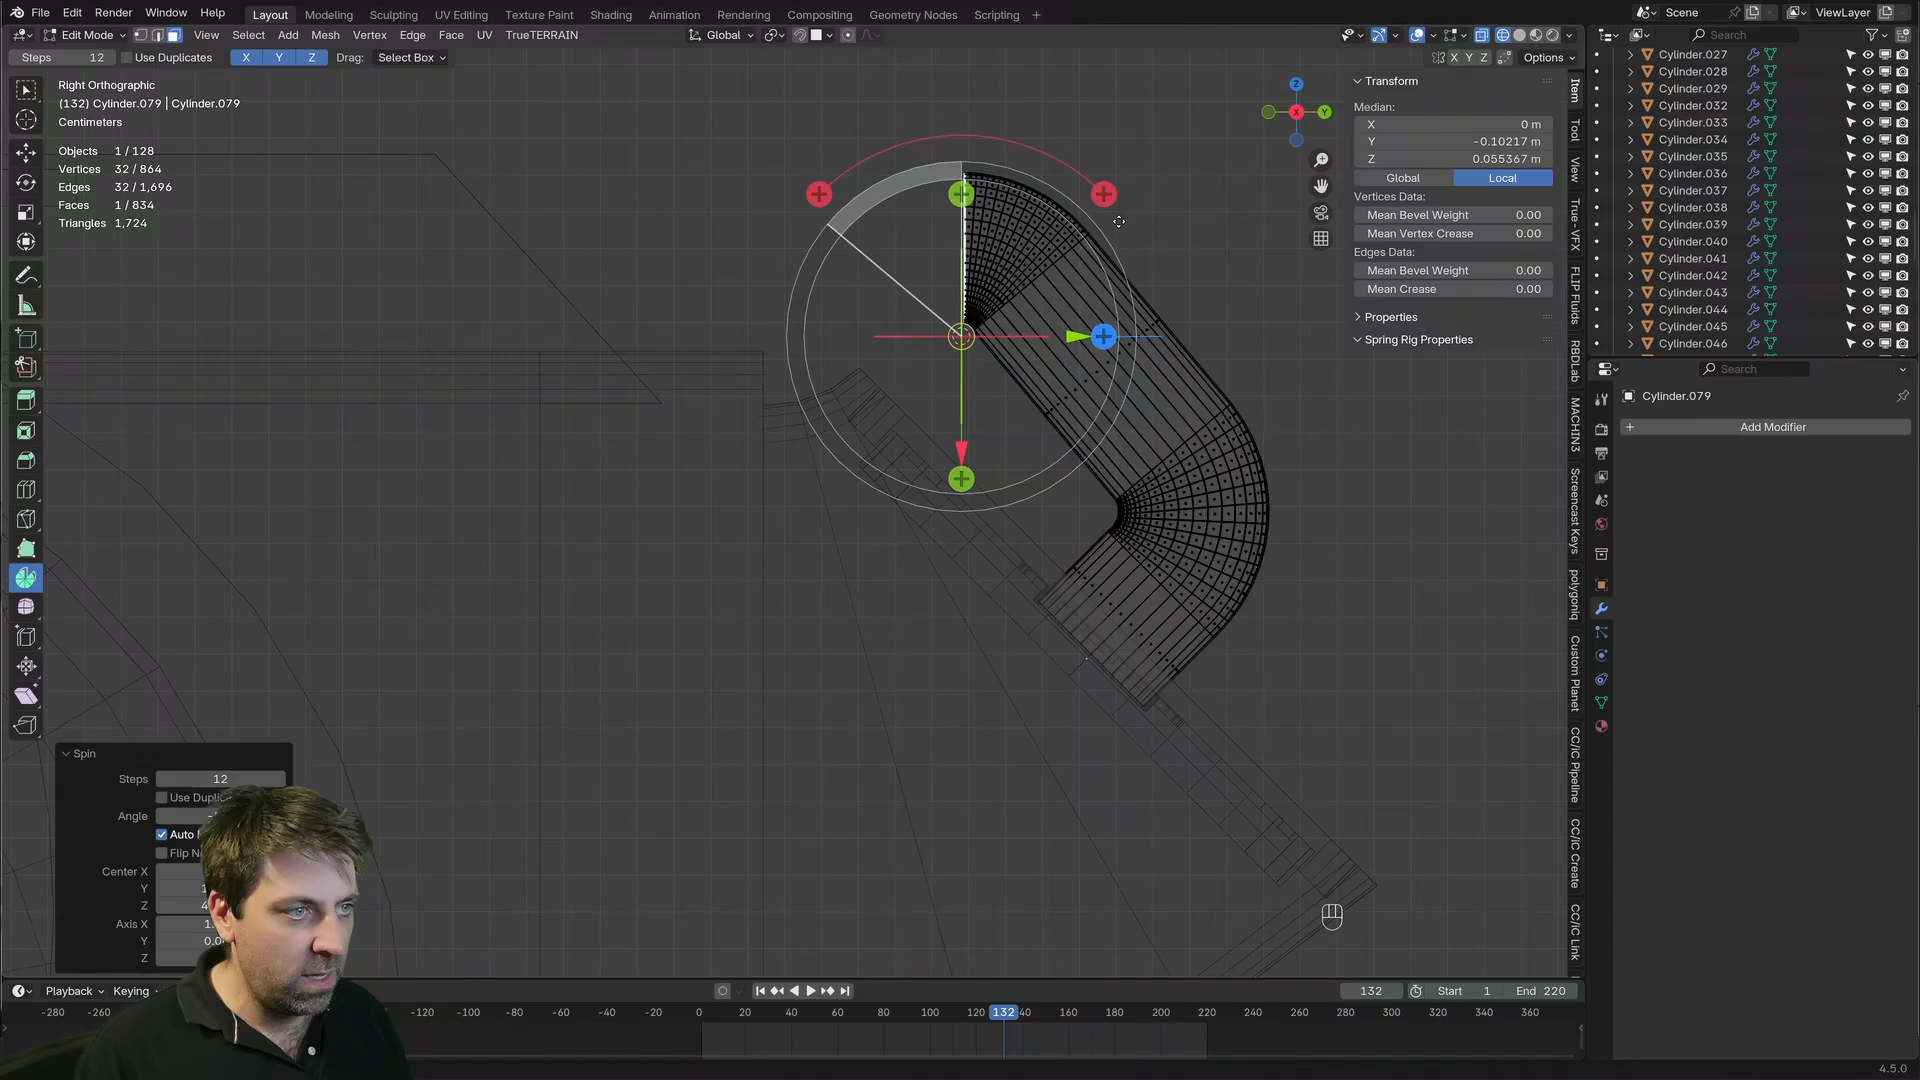 File Edit Render Window Help Layout Modeling Sculpting UV Editing Texture Paint Shading Animation Rendering Compositing Geometry Nodes Scripting + Scene ViewLayer
Edit Mode View Select Add Mesh Vertex Edge Face UV TrueTERRAIN Global Search
Steps 12 Use Duplicates X Y Z Drag: Select Box X Y Z Options
Right Orthographic
(132) Cylinder.079 | Cylinder.079
Centimeters
Objects 1 / 128
Vertices 32 / 864
Edges 32 / 1,696
Faces 1 / 834
Triangles 1,724
Z
X
Y
Transform
Median:
X 0 m
Y -0.10217 m
Z 0.055367 m
Global Local
Vertices Data:
Mean Bevel Weight 0.00
Mean Vertex Crease 0.00
Edges Data:
Mean Bevel Weight 0.00
Mean Crease 0.00
Properties
Spring Rig Properties
Item
Tool
View
True-VFX
FLIP Fluids
RBDLab
MACHIN3
Screencast Keys
polygoniq
Custom Planet
CC/iC Pipeline
CC/iC Create
CC/iC Link
Cylinder.027
Cylinder.028
Cylinder.029
Cylinder.032
Cylinder.033
Cylinder.034
Cylinder.035
Cylinder.036
Cylinder.037
Cylinder.038
Cylinder.039
Cylinder.040
Cylinder.041
Cylinder.042
Cylinder.043
Cylinder.044
Cylinder.045
Cylinder.046
Search
Cylinder.079
+ Add Modifier
Spin
Steps 12
Use Duplic
Angle
Auto
Flip N
Center X
Y 1
Z 4
Axis X 1.
Y 0.0
Z
Playback Keying 132 Start 1 End 220
-280 -260 -120 -100 -80 -60 -40 -20 0 20 40 60 80 100 120 132 40 160 180 200 220 240 260 280 300 320 340 360
4.5.0